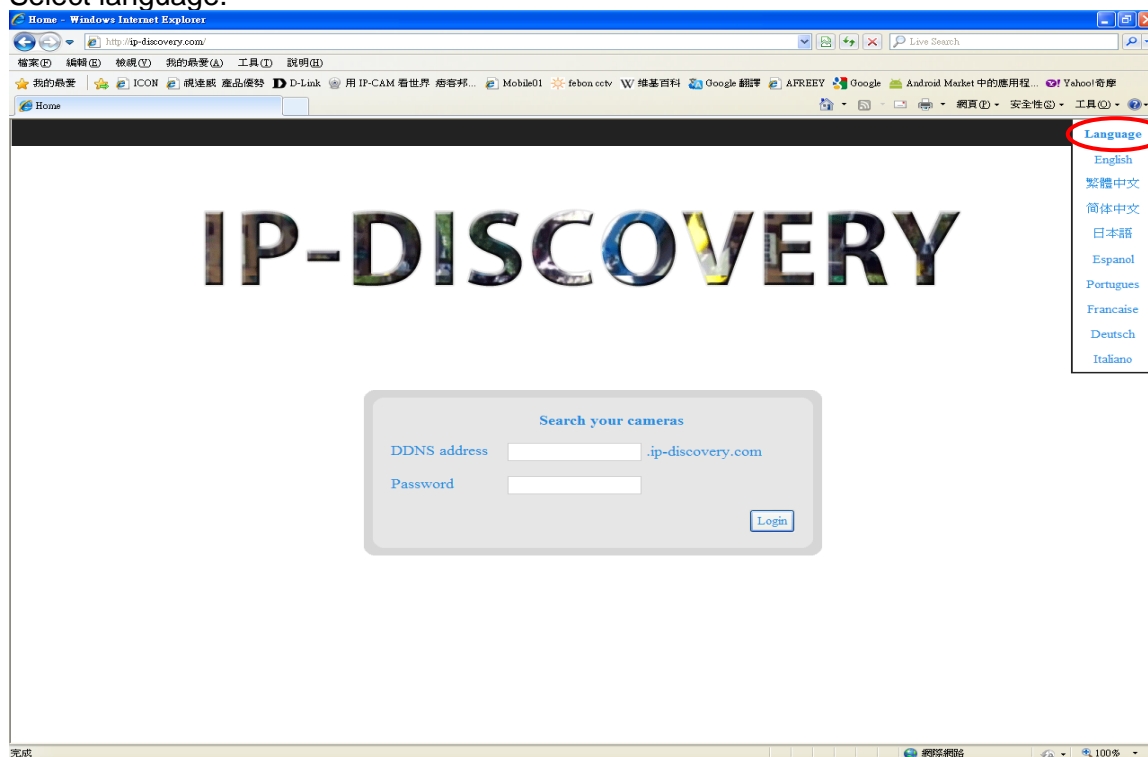 Select language.
Home - Windows Internet Explorer
http://ip-discovery.com/ Live Search
檔案(F) 編輯(E) 檢視(V) 我的最愛(A) 工具(T) 說明(H)
我的最愛 ICON 視達威 產品優勢 D-Link 用 IP-CAM 看世界 痞客邦... Mobile01 febon cctv 维基百科 Google 翻譯 AFREEY Google Android Market 中的應用程... Yahoo!奇摩
Home 網頁(P) 安全性(S) 工具(O)
Language
English
繁體中文
简体中文
日本語
Espanol
Portugues
Francaise
Deutsch
Italiano
IP-DISCOVERY
Search your cameras
DDNS address .ip-discovery.com
Password
Login
完成 網際網路 100%